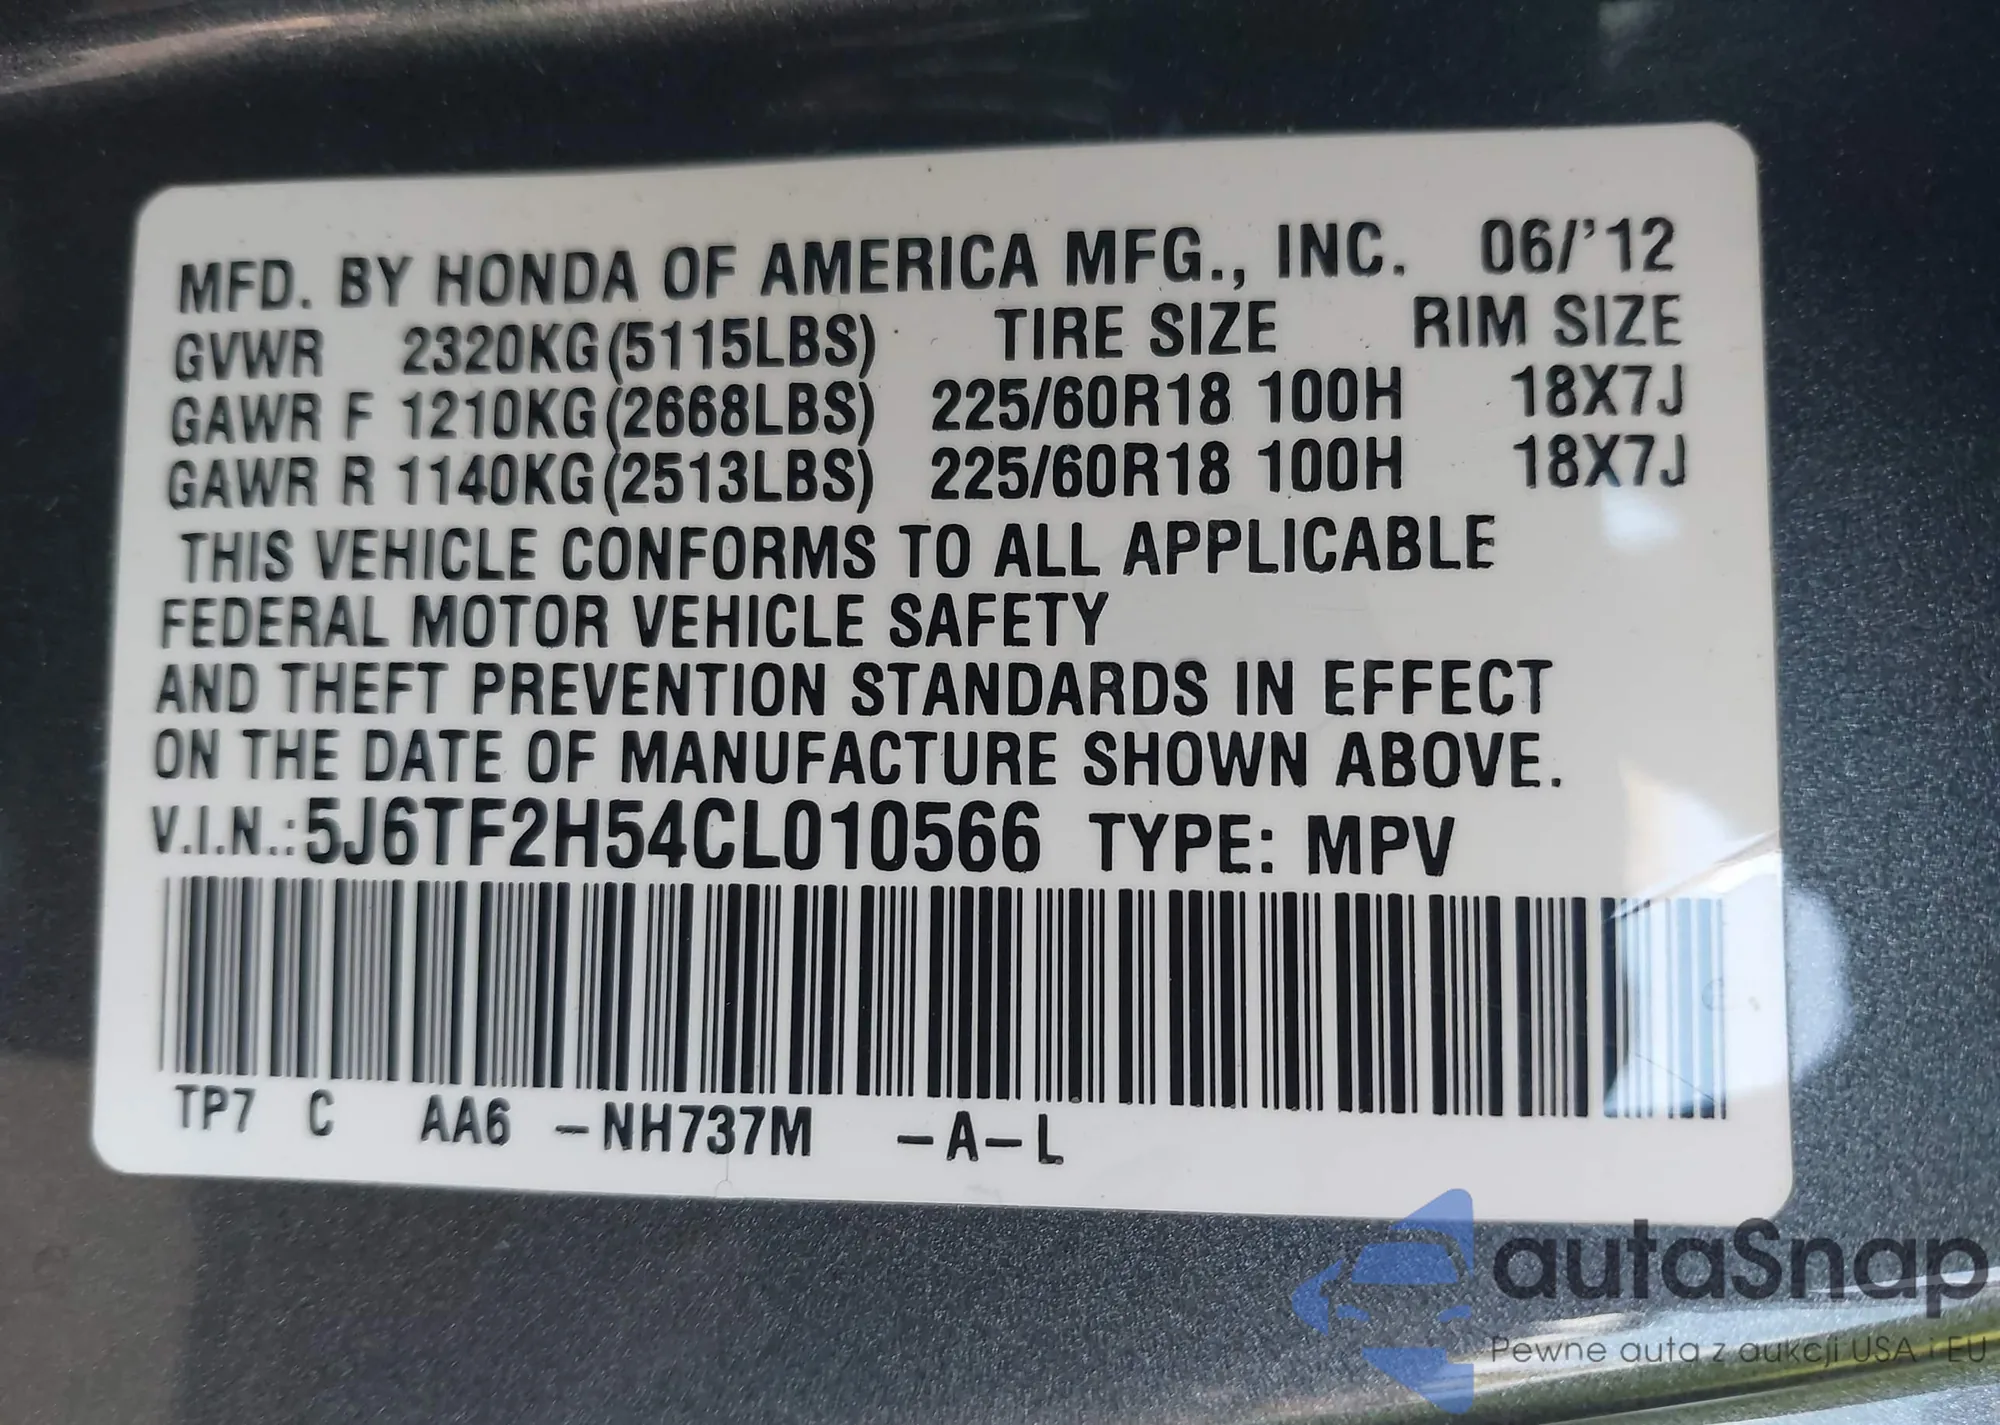 MFD. BY HONDA OF AMERICA MFG., INC. 06/'12
GVWR 2320KG(5115LBS) TIRE SIZE RIM SIZE
GAWR F 1210KG(2668LBS) 225/60R18 100H 18X7J
GAWR R 1140KG(2513LBS) 225/60R18 100H 18X7J
THIS VEHICLE CONFORMS TO ALL APPLICABLE
FEDERAL MOTOR VEHICLE SAFETY
AND THEFT PREVENTION STANDARDS IN EFFECT
ON THE DATE OF MANUFACTURE SHOWN ABOVE.
V.I.N.:5J6TF2H54CL010566 TYPE: MPV
TP7 C AA6 -NH737M -A-L
autaSnap
Pewne auta z aukcji USA i EU